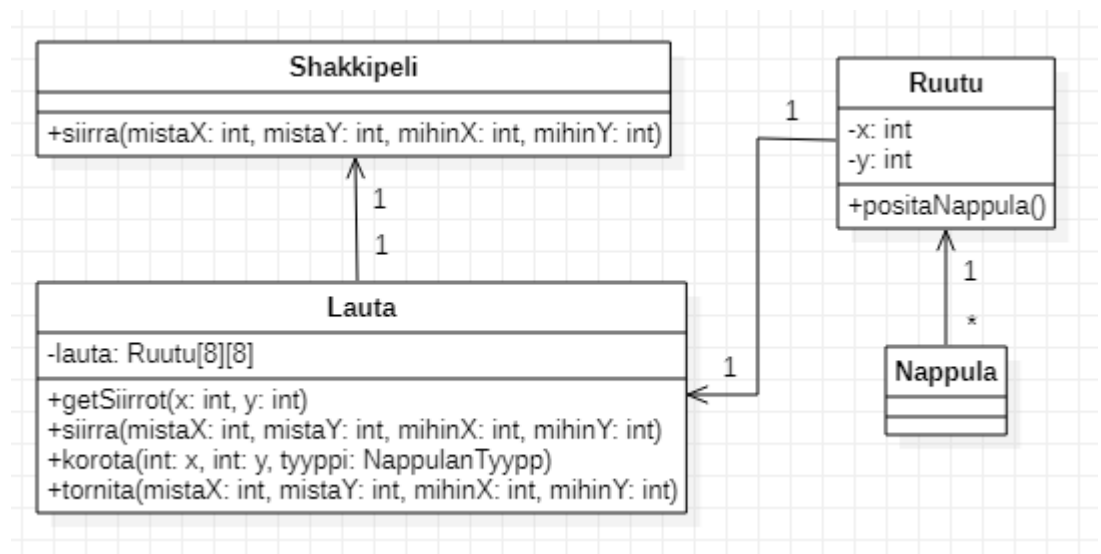 Shakkipeli
+siirra(mistaX: int, mistaY: int, mihinX: int, mihinY: int)
1
1
Lauta
-lauta: Ruutu[8][8]
+getSiirrot(x: int, y: int)
+siirra(mistaX: int, mistaY: int, mihinX: int, mihinY: int)
+korota(int: x, int: y, tyyppi: NappulanTyypp)
+tornita(mistaX: int, mistaY: int, mihinX: int, mihinY: int)
1
1
Ruutu
-x: int
-y: int
+positaNappula()
1
*
Nappula